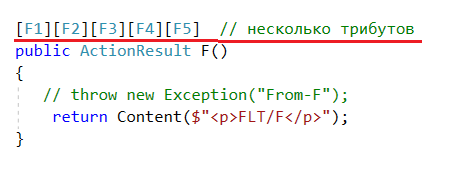 [F1][F2][F3][F4][F5]  // несколько трибутов
public ActionResult F()
{
   // throw new Exception("From-F");
    return Content($"<p>FLT/F</p>");
}